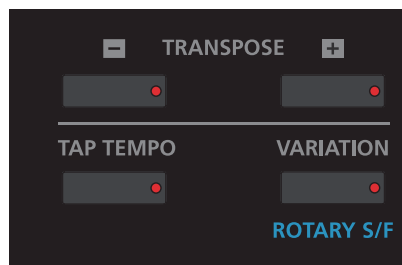 − TRANSPOSE +
TAP TEMPO VARIATION
ROTARY S/F